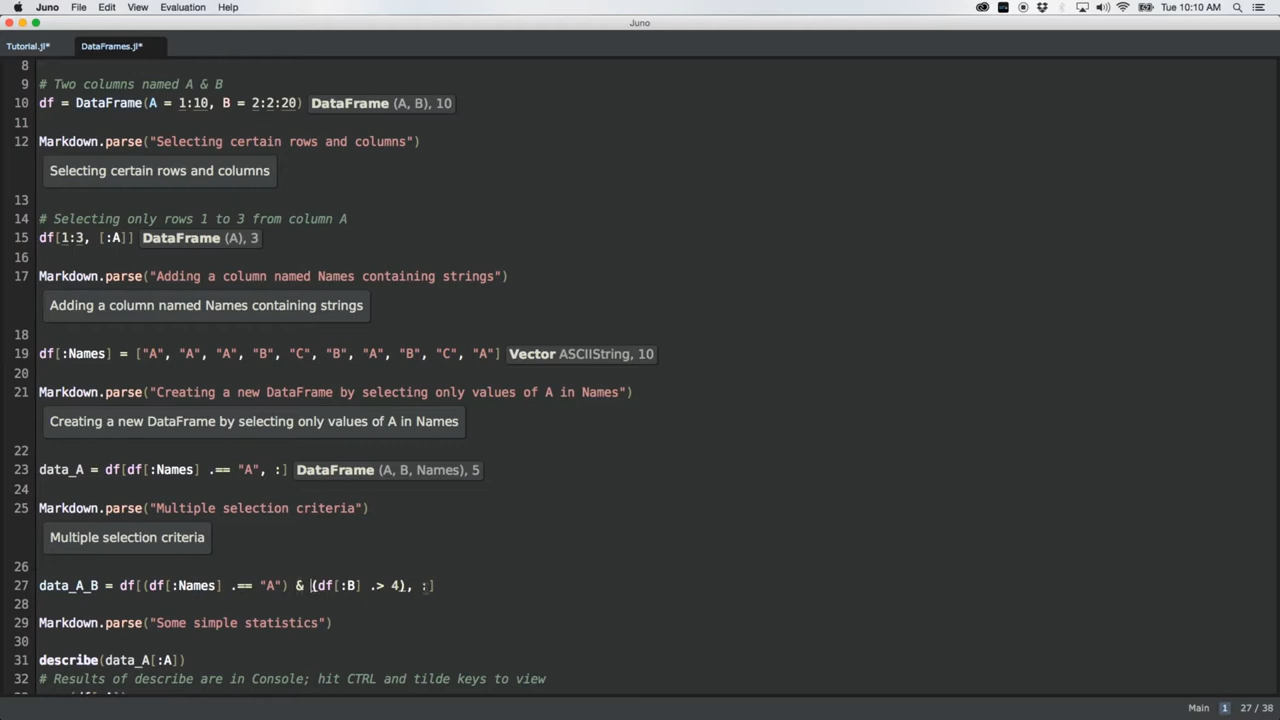 Juno File Edit View Evaluation Help Tue 10:10 AM
Juno
Tutorial.jl* DataFrames.jl*
8
9 # Two columns named A & B
10 df = DataFrame(A = 1:10, B = 2:2:20) DataFrame (A, B), 10
11
12 Markdown.parse("Selecting certain rows and columns")
Selecting certain rows and columns
13
14 # Selecting only rows 1 to 3 from column A
15 df[1:3, [:A]] DataFrame (A), 3
16
17 Markdown.parse("Adding a column named Names containing strings")
Adding a column named Names containing strings
18
19 df[:Names] = ["A", "A", "A", "B", "C", "B", "A", "B", "C", "A"] Vector ASCIIString, 10
20
21 Markdown.parse("Creating a new DataFrame by selecting only values of A in Names")
Creating a new DataFrame by selecting only values of A in Names
22
23 data_A = df[df[:Names] .== "A", :] DataFrame (A, B, Names), 5
24
25 Markdown.parse("Multiple selection criteria")
Multiple selection criteria
26
27 data_A_B = df[(df[:Names] .== "A") & (df[:B] .> 4), :]
28
29 Markdown.parse("Some simple statistics")
30
31 describe(data_A[:A])
32 # Results of describe are in Console; hit CTRL and tilde keys to view
Main 1 27 / 38